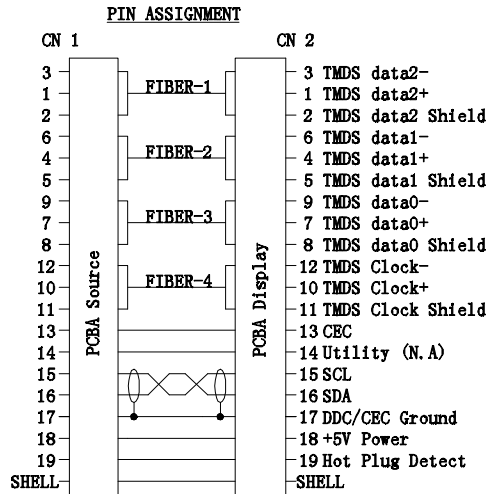 PIN ASSIGNMENT
CN 1 CN 2
3 FIBER-1 3 TMDS data2-
1 1 TMDS data2+
2 2 TMDS data2 Shield
6 FIBER-2 6 TMDS data1-
4 4 TMDS data1+
5 5 TMDS data1 Shield
9 FIBER-3 9 TMDS data0-
7 7 TMDS data0+
8 8 TMDS data0 Shield
12 FIBER-4 12 TMDS Clock-
10 10 TMDS Clock+
11 11 TMDS Clock Shield
13 13 CEC
14 14 Utility (N.A)
15 15 SCL
16 16 SDA
17 17 DDC/CEC Ground
18 18 +5V Power
19 19 Hot Plug Detect
SHELL SHELL
PCBA Source
PCBA Display